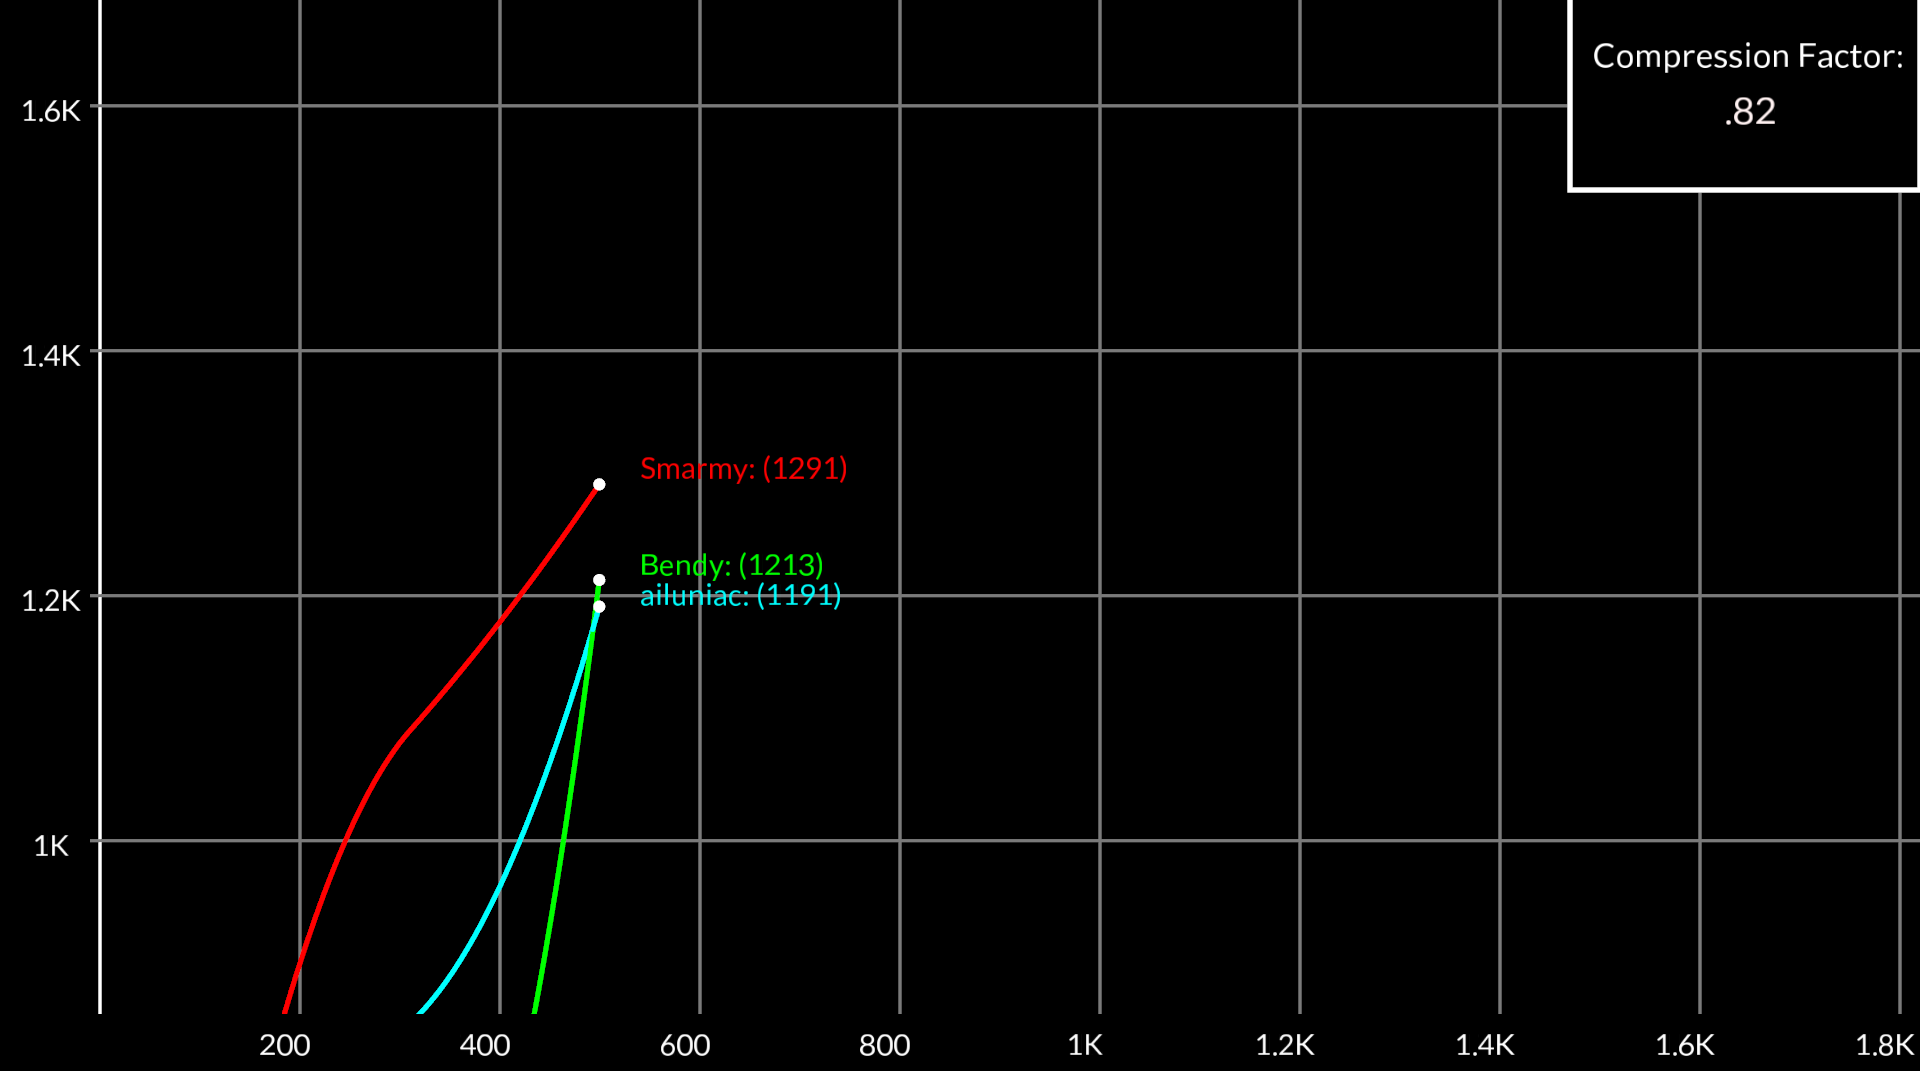 Compression Factor:
.82
1.6K
1.4K
Smarmy: (1291)
Bendy: (1213)
ailuniac: (1191)
1.2K
1K
200 400 600 800 1K 1.2K 1.4K 1.6K 1.8K